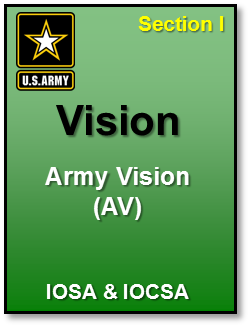 Section I
U.S.ARMY
Vision
Army Vision
(AV)
IOSA & IOCSA